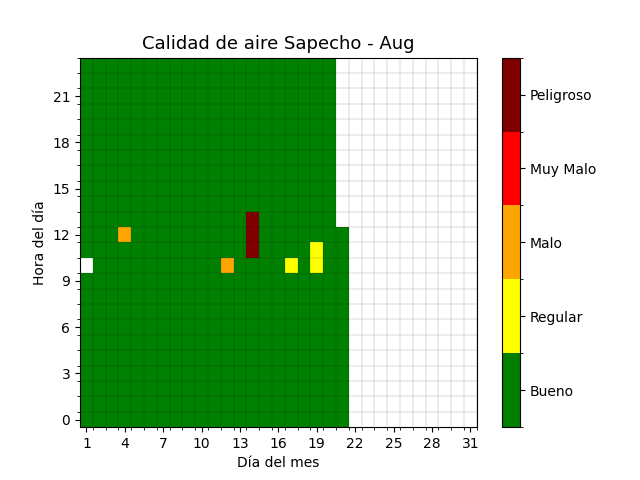 Calidad de aire Sapecho - Aug
Hora del día
21
18
15
12
9
6
3
0
1 4 7 10 13 16 19 22 25 28 31
Día del mes
Peligroso
Muy Malo
Malo
Regular
Bueno